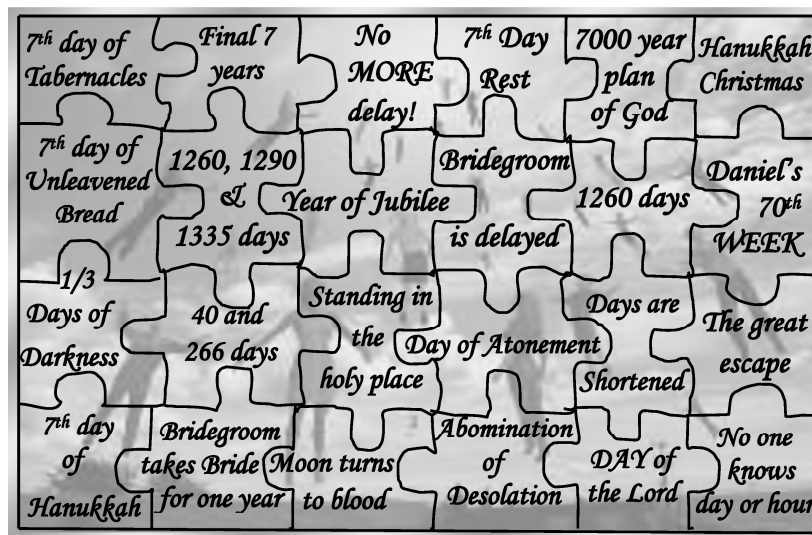 7th day of
Tabernacles
Final 7
years
No
MORE
delay!
7th Day
Rest
7000 year
plan
of God
Hanukkah
Christmas
7th day of
Unleavened
Bread
1260, 1290
&
1335 days
Year of Jubilee
Bridegroom
is delayed
1260 days
Daniel's
70th
WEEK
1/3
Days of
Darkness
40 and
266 days
Standing in
the
holy place
Day of Atonement
Days are
Shortened
The great
escape
7th day
of
Hanukkah
Bridegroom
takes Bride
for one year
Moon turns
to blood
Abomination
of
Desolation
DAY of
the Lord
No one
knows
day or hour